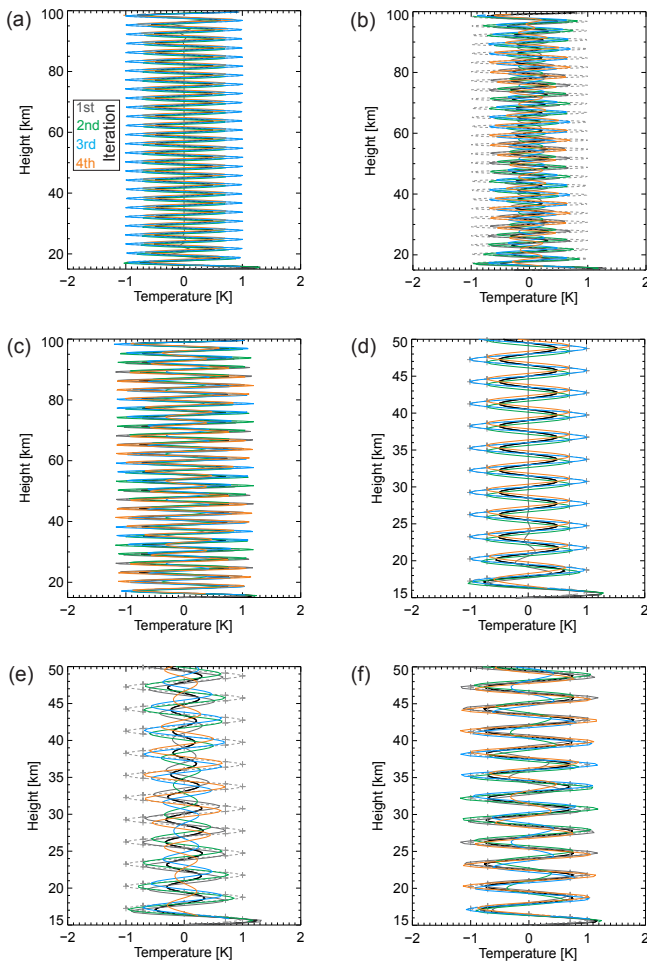 (a)
100
80
60
40
20
Height [km]
1st
2nd
3rd
4th
Iteration
−2 −1 0 1 2
Temperature [K]
(b)
100
80
60
40
20
Height [km]
−2 −1 0 1 2
Temperature [K]
(c)
100
80
60
40
20
Height [km]
−2 −1 0 1 2
Temperature [K]
(d)
50
45
40
35
30
25
20
15
Height [km]
−2 −1 0 1 2
Temperature [K]
(e)
50
45
40
35
30
25
20
15
Height [km]
−2 −1 0 1 2
Temperature [K]
(f)
50
45
40
35
30
25
20
15
Height [km]
−2 −1 0 1 2
Temperature [K]